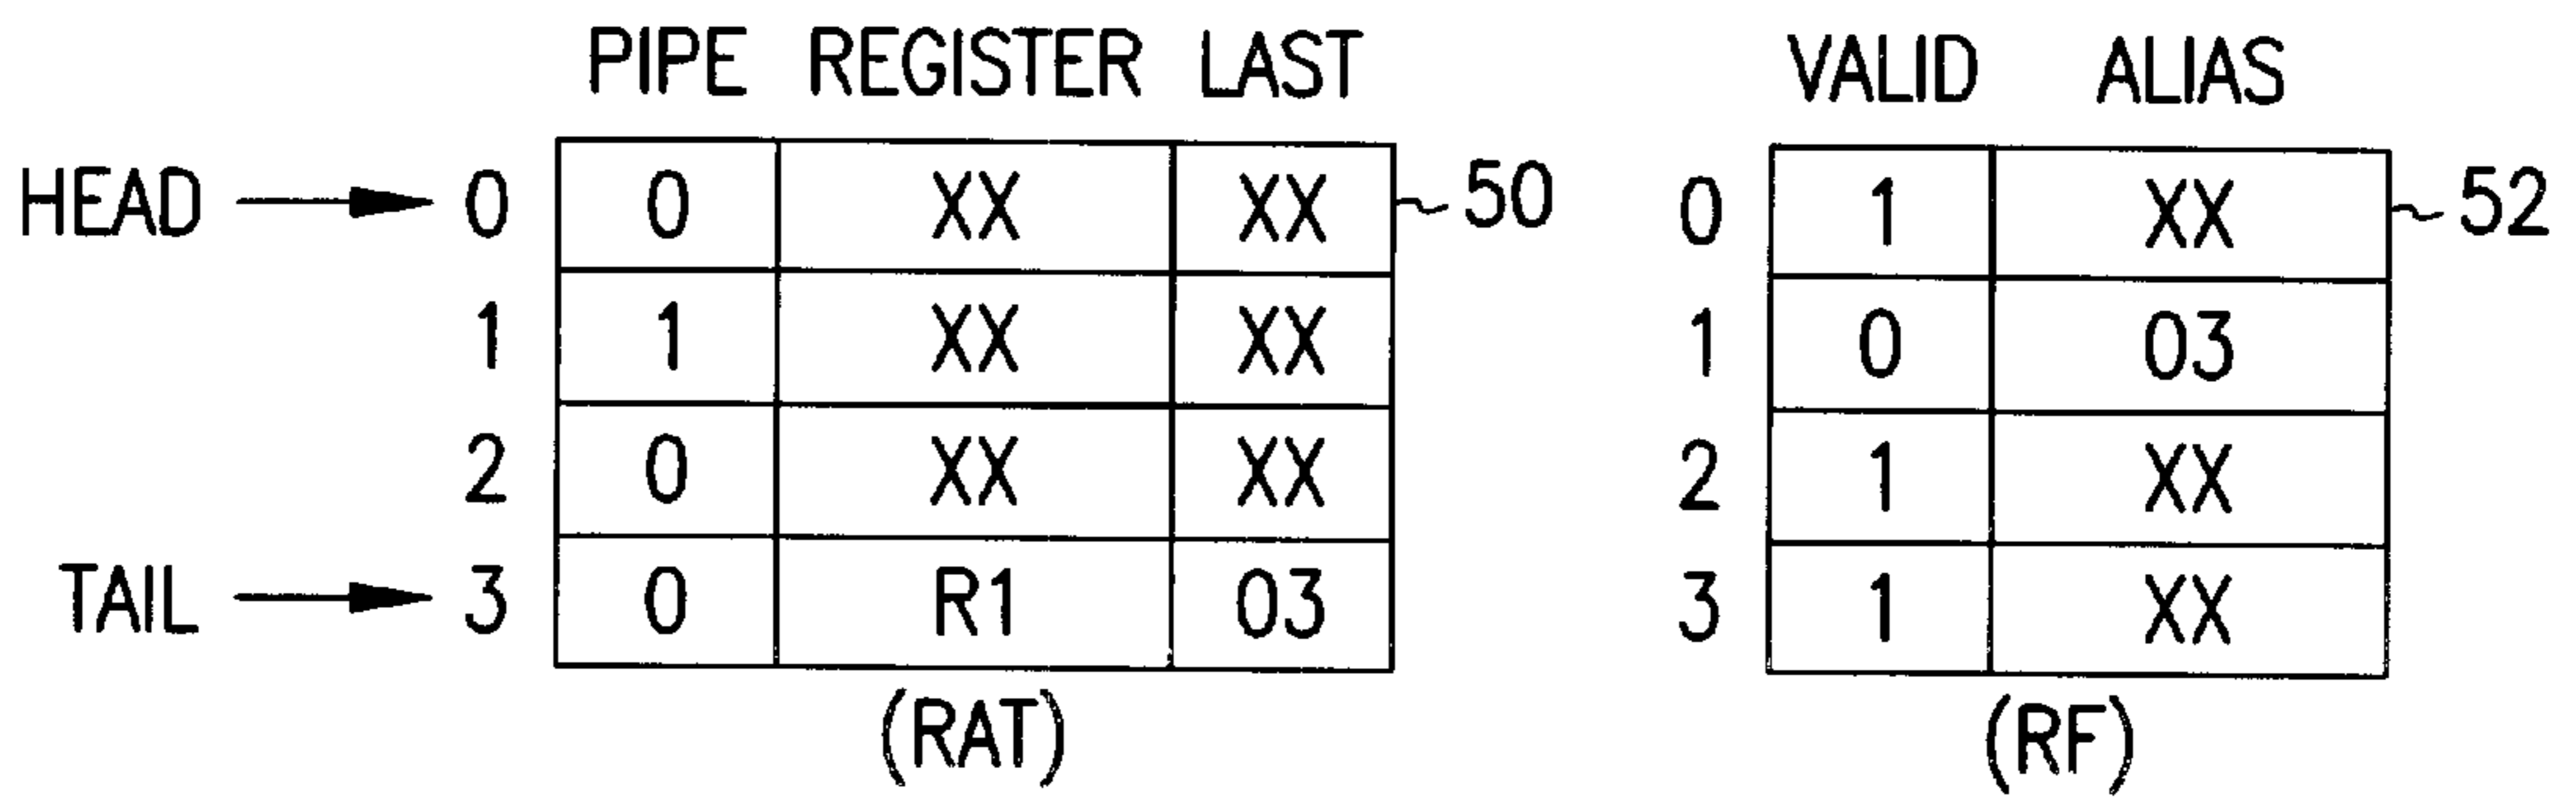 PIPE REGISTER LAST VALID ALIAS
HEAD 0 0 XX XX 50 0 1 XX 52
1 1 XX XX 1 0 03
2 0 XX XX 2 1 XX
TAIL 3 0 R1 03 3 1 XX
(RAT) (RF)